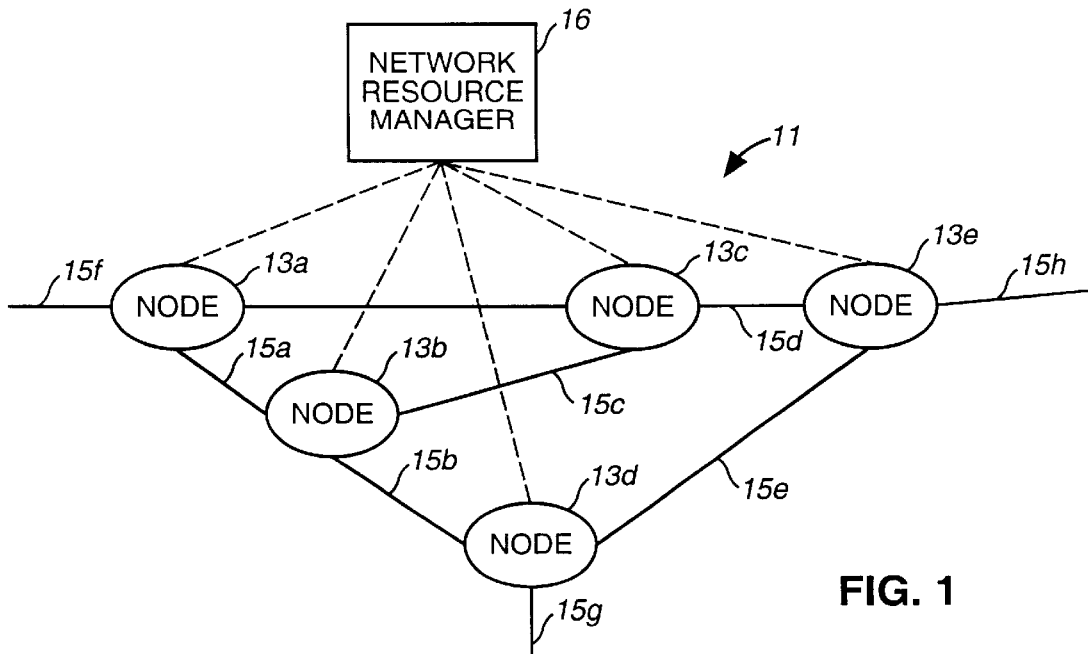 16
NETWORK
RESOURCE
MANAGER
11
15f
13a
13c
13e
15h
NODE
NODE
NODE
15a
13b
15d
NODE
15c
15b
13d
15e
NODE
FIG. 1
15g